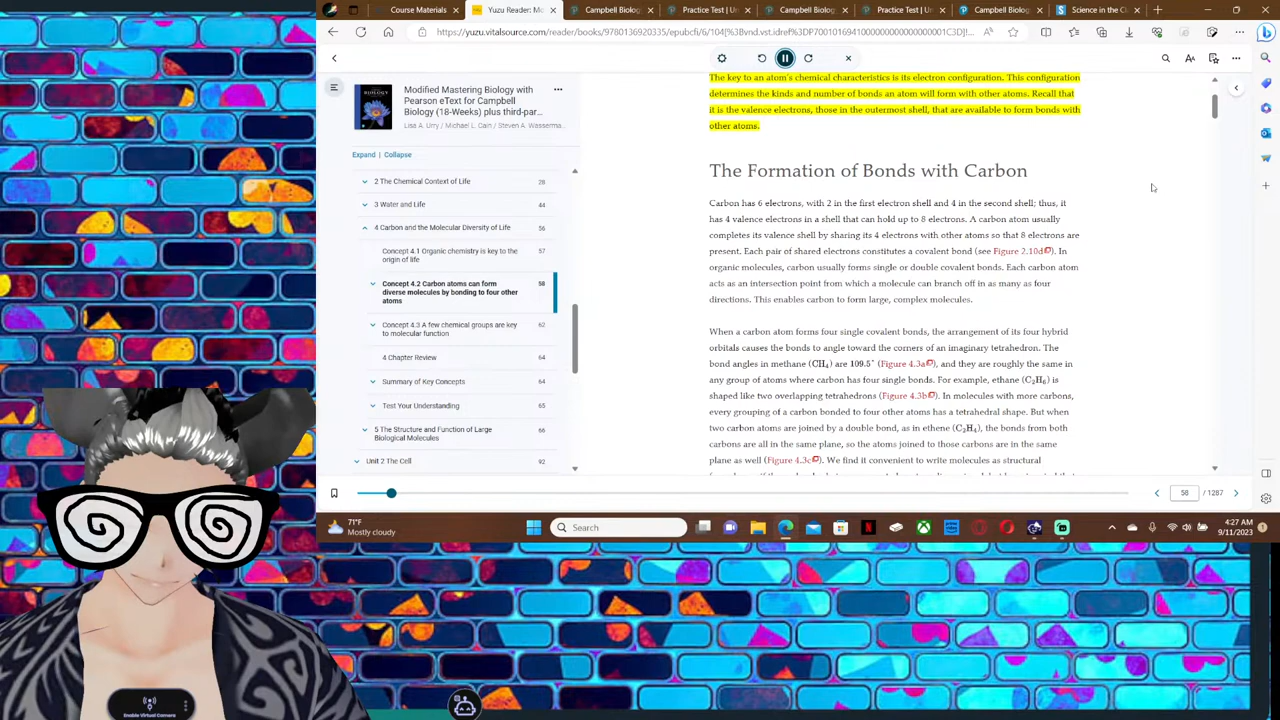 Course Materials
Yuzu Reader: Mo
Campbell Biolog
Campbell Biolog
Campbell Biolog
Science in the Cl
https://yuzu.vitalsource.com/reader/books/9780136920335/epubcfi/6/104[%3Bvnd.vst.idref%3DP7001016941000000000000000001C3D]!...
Modified Mastering Biology with
Pearson eText for Campbell
Biology (18-Weeks) plus third-par...
Lisa A. Urry / Michael L. Cain / Steven A. Wasserma...
Expand | Collapse
2 The Chemical Context of Life 28
3 Water and Life 44
4 Carbon and the Molecular Diversity of Life 56
Concept 4.1 Organic chemistry is key to the 57
origin of life
Concept 4.2 Carbon atoms can form 58
diverse molecules by bonding to four other
atoms
Concept 4.3 A few chemical groups are key 62
to molecular function
4 Chapter Review 64
Summary of Key Concepts 64
Test Your Understanding 65
5 The Structure and Function of Large 66
Biological Molecules
Unit 2 The Cell 92
The key to an atom's chemical characteristics is its electron configuration. This configuration
determines the kinds and number of bonds an atom will form with other atoms. Recall that
it is the valence electrons, those in the outermost shell, that are available to form bonds with
other atoms.
The Formation of Bonds with Carbon
Carbon has 6 electrons, with 2 in the first electron shell and 4 in the second shell; thus, it
has 4 valence electrons in a shell that can hold up to 8 electrons. A carbon atom usually
completes its valence shell by sharing its 4 electrons with other atoms so that 8 electrons are
present. Each pair of shared electrons constitutes a covalent bond (see Figure 2.10d). In
organic molecules, carbon usually forms single or double covalent bonds. Each carbon atom
acts as an intersection point from which a molecule can branch off in as many as four
directions. This enables carbon to form large, complex molecules.
When a carbon atom forms four single covalent bonds, the arrangement of its four hybrid
orbitals causes the bonds to angle toward the corners of an imaginary tetrahedron. The
bond angles in methane (CH₄) are 109.5° (Figure 4.3a), and they are roughly the same in
any group of atoms where carbon has four single bonds. For example, ethane (C₂H₆) is
shaped like two overlapping tetrahedrons (Figure 4.3b). In molecules with more carbons,
every grouping of a carbon bonded to four other atoms has a tetrahedral shape. But when
two carbon atoms are joined by a double bond, as in ethene (C₂H₄), the bonds from both
carbons are all in the same plane, so the atoms joined to those carbons are in the same
plane as well (Figure 4.3c). We find it convenient to write molecules as structural
58 / 1287
71°F
Mostly cloudy
Search
4:27 AM
9/11/2023
Enable Virtual Camera